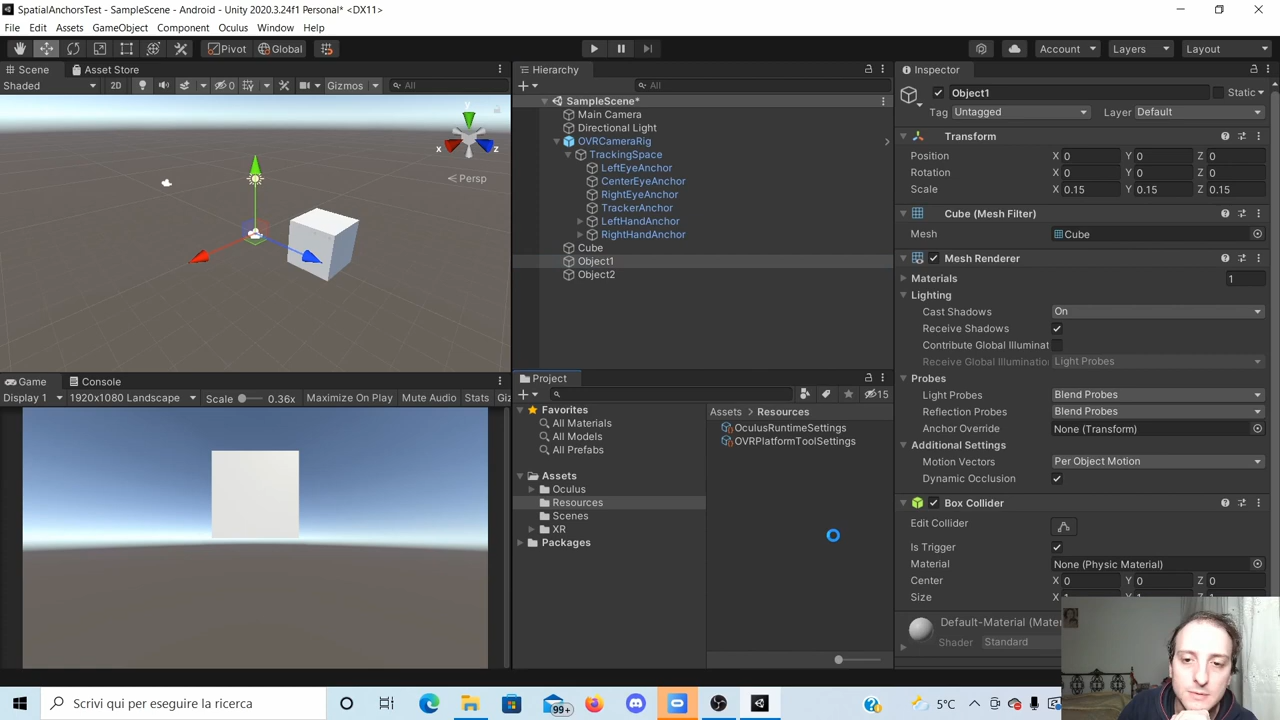 SpatialAnchorsTest - SampleScene - Android - Unity 2020.3.24f1 Personal* <DX11>
File Edit Assets GameObject Component Oculus Window Help
Pivot Global Account Layers Layout
Scene Asset Store
Shaded 2D 0 Gizmos All
y x z
Persp
Game Console
Display 1 1920x1080 Landscape Scale 0.36x Maximize On Play Mute Audio Stats Giz
Hierarchy
All
SampleScene*
Main Camera
Directional Light
OVRCameraRig
TrackingSpace
LeftEyeAnchor
CenterEyeAnchor
RightEyeAnchor
TrackerAnchor
LeftHandAnchor
RightHandAnchor
Cube
Object1
Object2
Project
15
Favorites
All Materials
All Models
All Prefabs
Assets
Oculus
Resources
Scenes
XR
Packages
Assets > Resources
OculusRuntimeSettings
OVRPlatformToolSettings
Inspector
Object1 Static
Tag Untagged Layer Default
Transform
Position X 0 Y 0 Z 0
Rotation X 0 Y 0 Z 0
Scale X 0.15 Y 0.15 Z 0.15
Cube (Mesh Filter)
Mesh Cube
Mesh Renderer
Materials 1
Lighting
Cast Shadows On
Receive Shadows
Contribute Global Illuminat
Receive Global Illumination Light Probes
Probes
Light Probes Blend Probes
Reflection Probes Blend Probes
Anchor Override None (Transform)
Additional Settings
Motion Vectors Per Object Motion
Dynamic Occlusion
Box Collider
Edit Collider
Is Trigger
Material None (Physic Material)
Center X 0 Y 0 Z 0
Size X Y Z
Default-Material (Mater
Shader Standard
Scrivi qui per eseguire la ricerca
99+
5°C